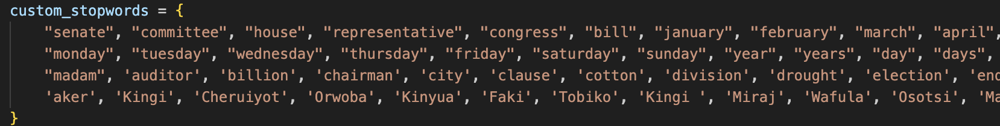 custom_stopwords = {
"senate", "committee", "house", "representative", "congress", "bill", "january", "february", "march", "april",
"monday", "tuesday", "wednesday", "thursday", "friday", "saturday", "sunday", "year", "years", "day", "days",
"madam", 'auditor', 'billion', 'chairman', 'city', 'clause', 'cotton', 'division', 'drought', 'election',
'aker', 'Kingi', 'Cheruiyot', 'Orwoba', 'Kinyua', 'Faki', 'Tobiko', 'Kingi ', 'Miraj', 'Wafula', 'Osotsi',
}